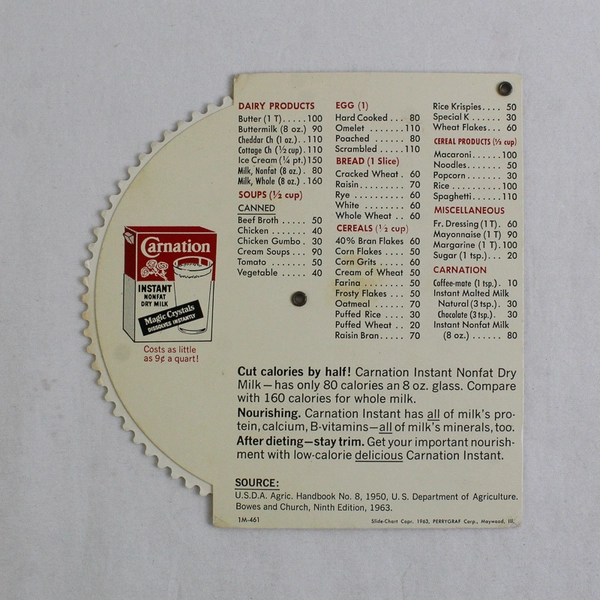 DAIRY PRODUCTS
Butter (1 T).....100
Buttermilk (8 oz.) 90
Cheddar Ch (1 oz.)..110
Cottage Ch (½ cup).110
Ice Cream (¼ pt.)150
Milk, Nonfat (8 oz.). 80
Milk, Whole (8 oz.) .160
SOUPS (½ cup)
CANNED
Beef Broth ..... 50
Chicken ....... 40
Chicken Gumbo . 30
Cream Soups ... 90
Tomato ....... 50
Vegetable ..... 40
EGG (1)
Hard Cooked ... 80
Omelet .......110
Poached ...... 80
Scrambled .....110
BREAD (1 Slice)
Cracked Wheat . 60
Raisin......... 70
Rye .......... 60
White ........ 60
Whole Wheat .. 60
CEREALS (½ cup)
40% Bran Flakes 60
Corn Flakes ... 50
Corn Grits .... 60
Cream of Wheat 50
Farina ........ 50
Frosty Flakes ... 50
Oatmeal ...... 70
Puffed Rice .... 30
Puffed Wheat .. 20
Raisin Bran..... 70
Rice Krispies.... 50
Special K ...... 30
Wheat Flakes... 60
CEREAL PRODUCTS (½ cup)
Macaroni......100
Noodles....... 50
Popcorn....... 30
Rice .........100
Spaghetti......110
MISCELLANEOUS
Fr. Dressing (1 T). 60
Mayonnaise (1 T) 90
Margarine (1 T).100
Sugar (1 tsp.)... 20
CARNATION
Coffee-mate (1 tsp.). 10
Instant Malted Milk
Natural (3 tsp.). 30
Chocolate (3 tsp.). 30
Instant Nonfat Milk
(8 oz.) ...... 80
Carnation
INSTANT
NONFAT
DRY MILK
Magic Crystals
DISSOLVES INSTANTLY
Costs as little
as 9¢ a quart!
Cut calories by half! Carnation Instant Nonfat Dry
Milk—has only 80 calories an 8 oz. glass. Compare
with 160 calories for whole milk.
Nourishing. Carnation Instant has all of milk's pro-
tein, calcium, B-vitamins—all of milk's minerals, too.
After dieting—stay trim. Get your important nourish-
ment with low-calorie delicious Carnation Instant.
SOURCE:
U.S.D.A. Agric. Handbook No. 8, 1950, U. S. Department of Agriculture.
Bowes and Church, Ninth Edition, 1963.
1M-461
Slide-Chart Copr. 1963, PERRYGRAF Corp., Maywood, Ill.